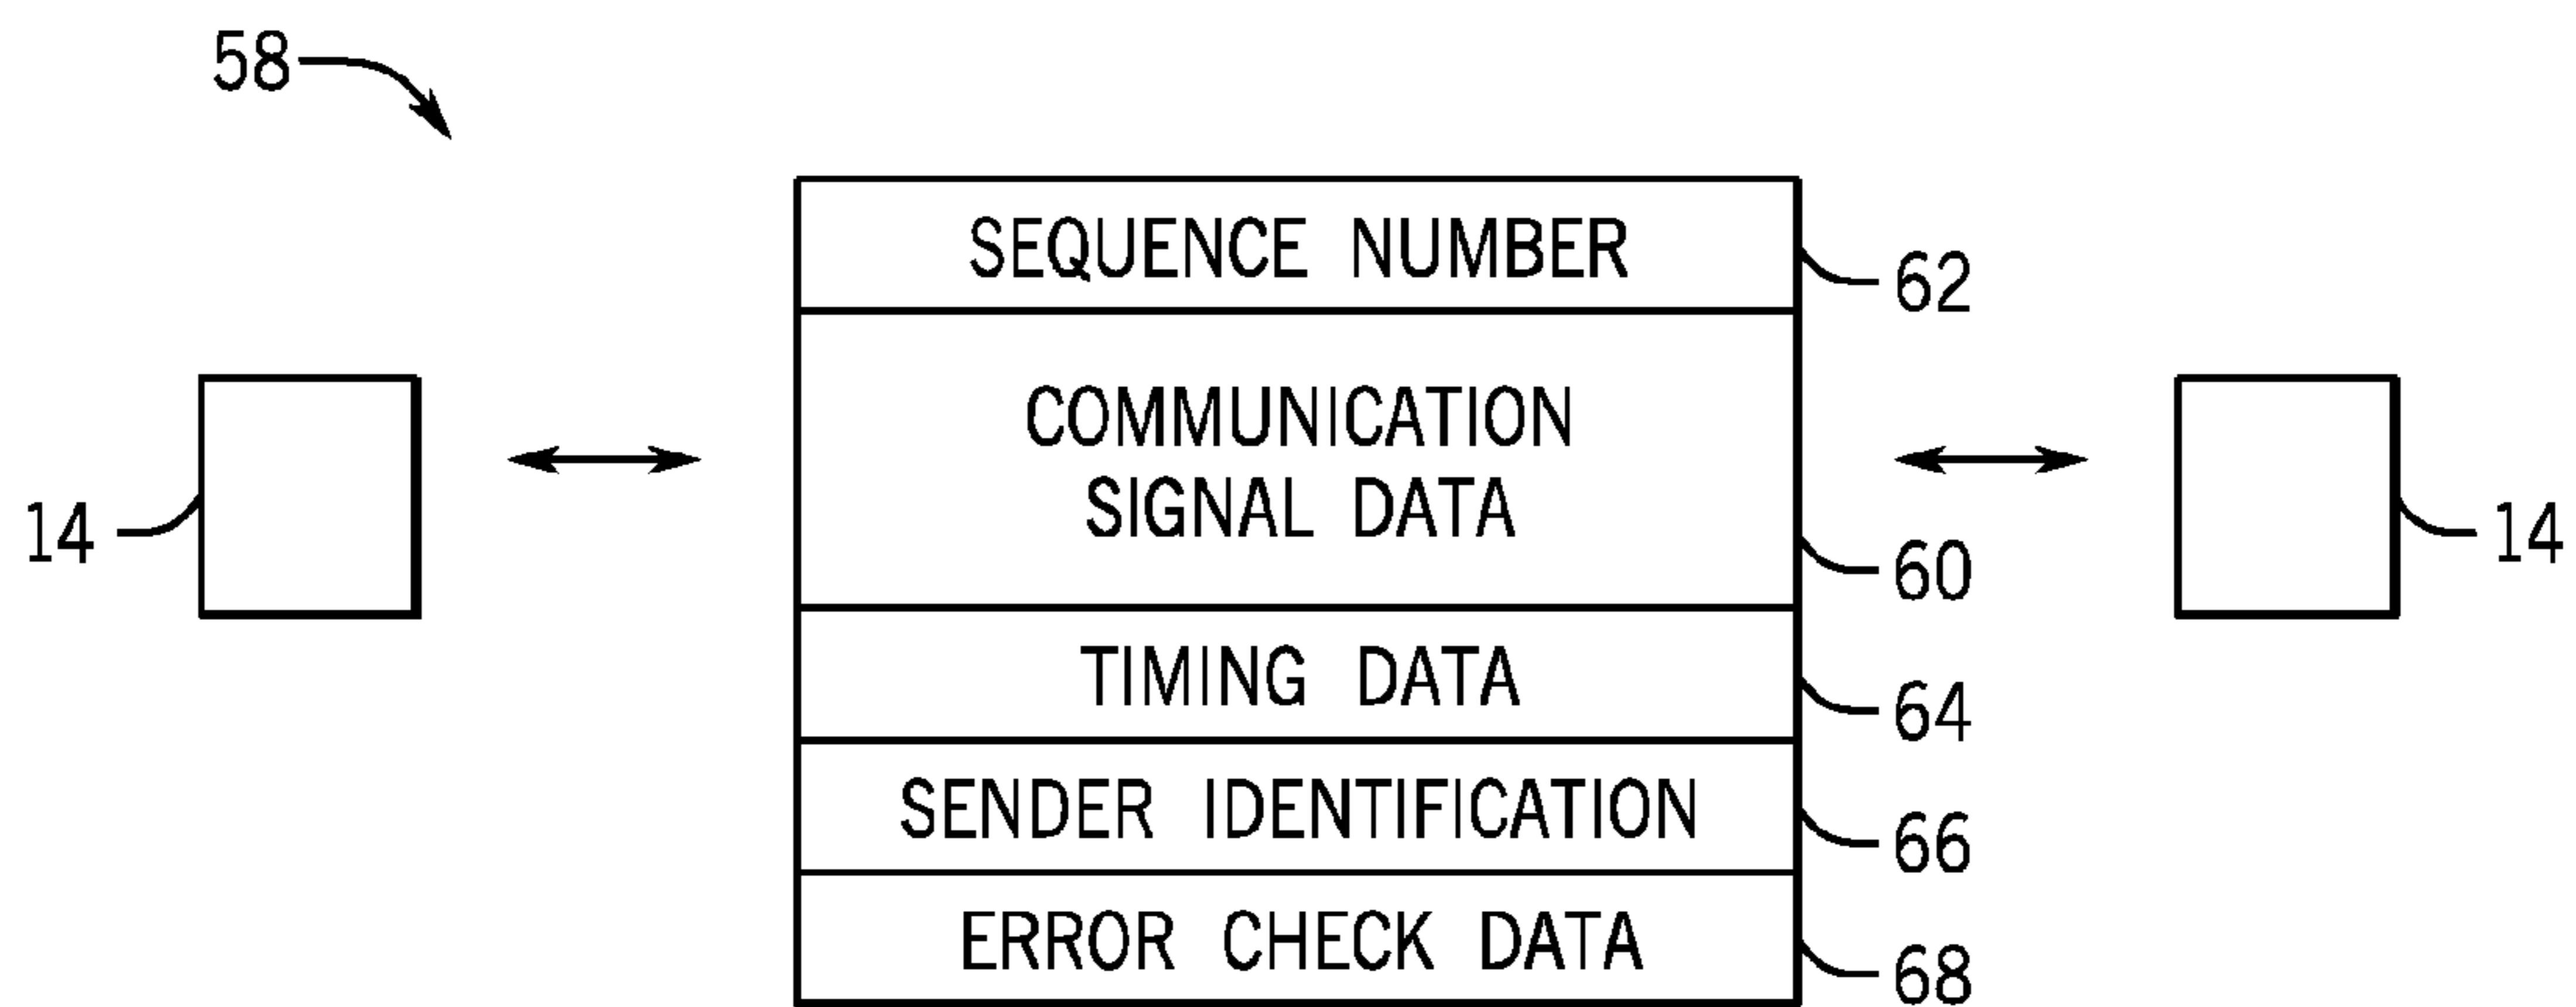 58
SEQUENCE NUMBER
62
COMMUNICATION
SIGNAL DATA
14
14
60
TIMING DATA
64
SENDER IDENTIFICATION
66
ERROR CHECK DATA
68